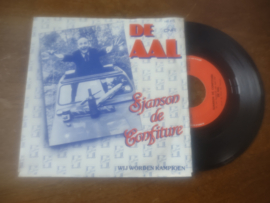 DE
AAL
Sjanson
de
Confiture
WIJ WORDEN KAMPIOEN